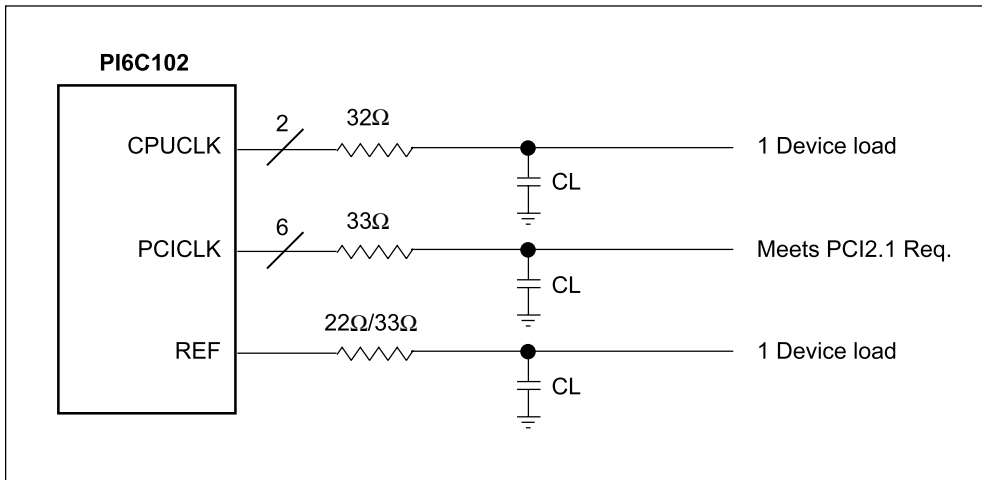 PI6C102
CPUCLK
2
32Ω
CL
1 Device load
PCICLK
6
33Ω
CL
Meets PCI2.1 Req.
REF
22Ω/33Ω
CL
1 Device load